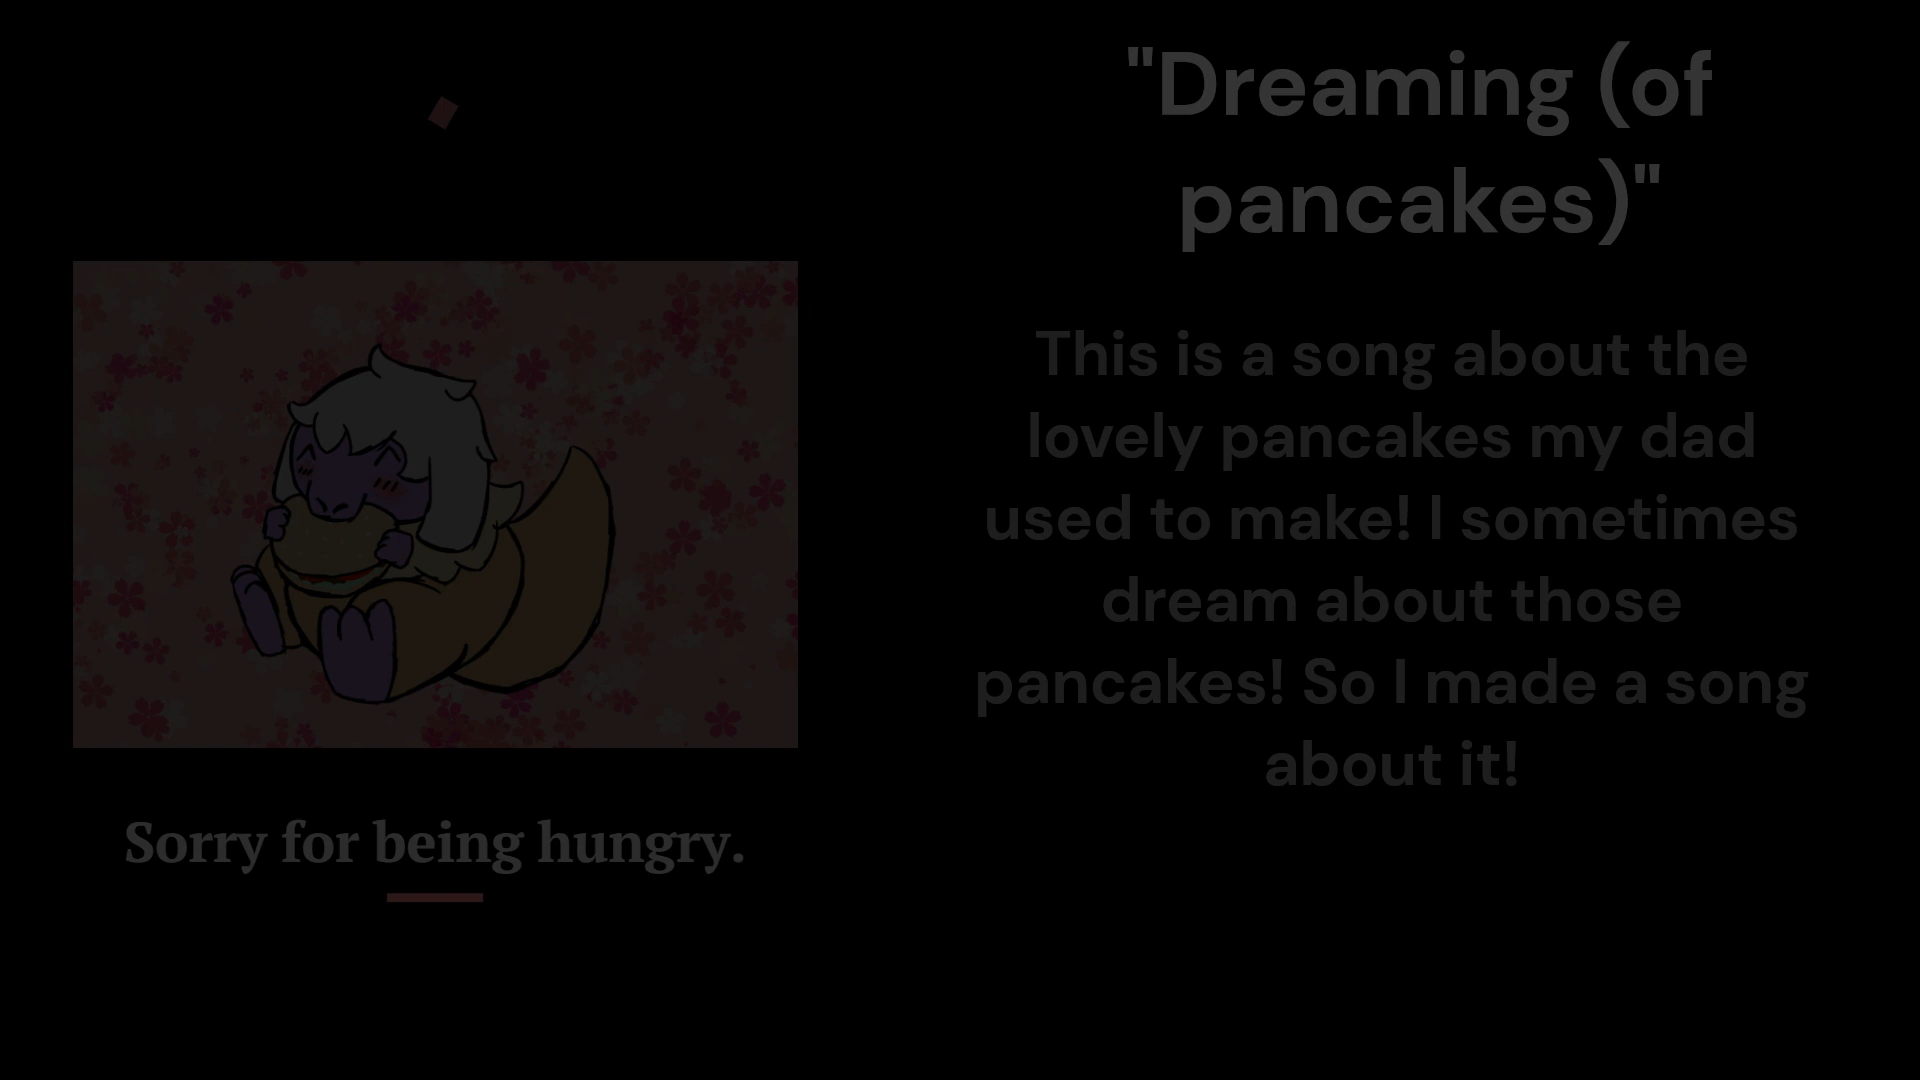 "Dreaming (of
pancakes)"
This is a song about the
lovely pancakes my dad
used to make! I sometimes
dream about those
pancakes! So I made a song
about it!
Sorry for being hungry.